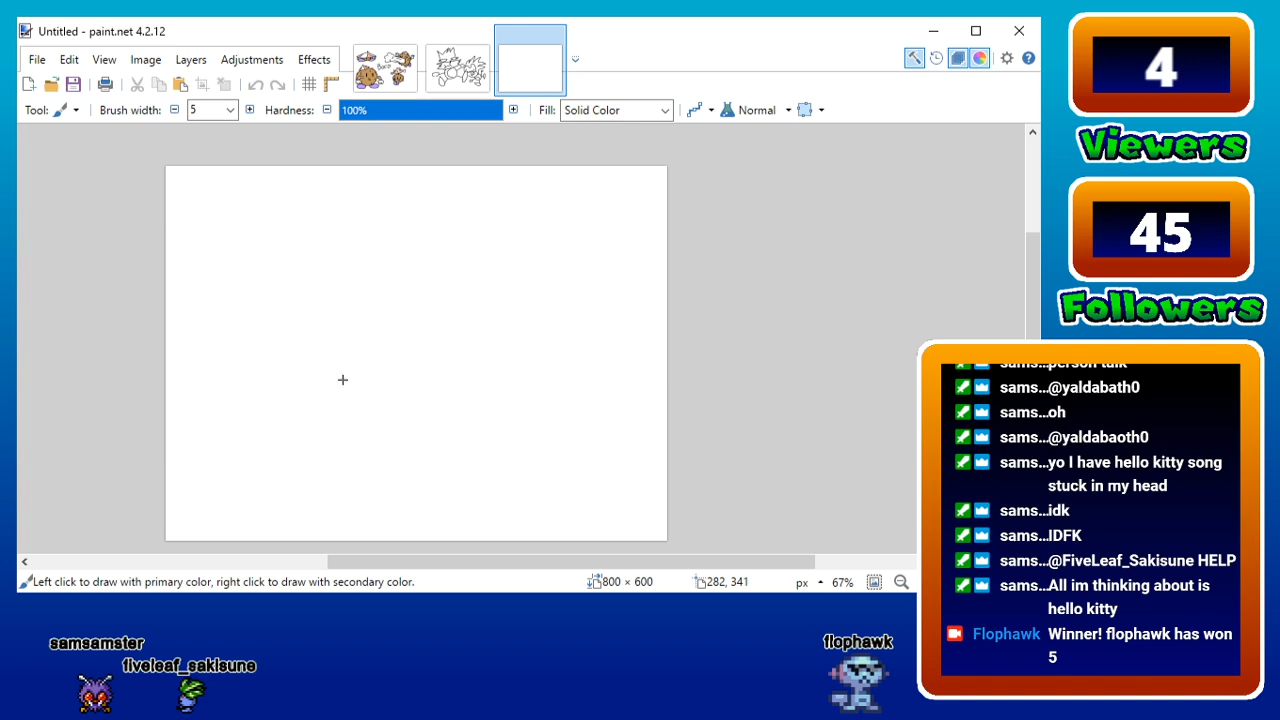 Untitled - paint.net 4.2.12
File Edit View Image Layers Adjustments Effects
Tool: Brush width: 5 Hardness: 100% Fill: Solid Color Normal
Left click to draw with primary color, right click to draw with secondary color. 800 × 600 282, 341 px 67%
4
Viewers
45
Followers
sams... person talk
sams... @yaldabath0
sams... oh
sams... @yaldabaoth0
sams... yo I have hello kitty song
stuck in my head
sams... idk
sams... IDFK
sams... @FiveLeaf_Sakisune HELP
sams... All im thinking about is
hello kitty
Flophawk Winner! flophawk has won
5
samsamster
fiveleaf_sakisune
flophawk